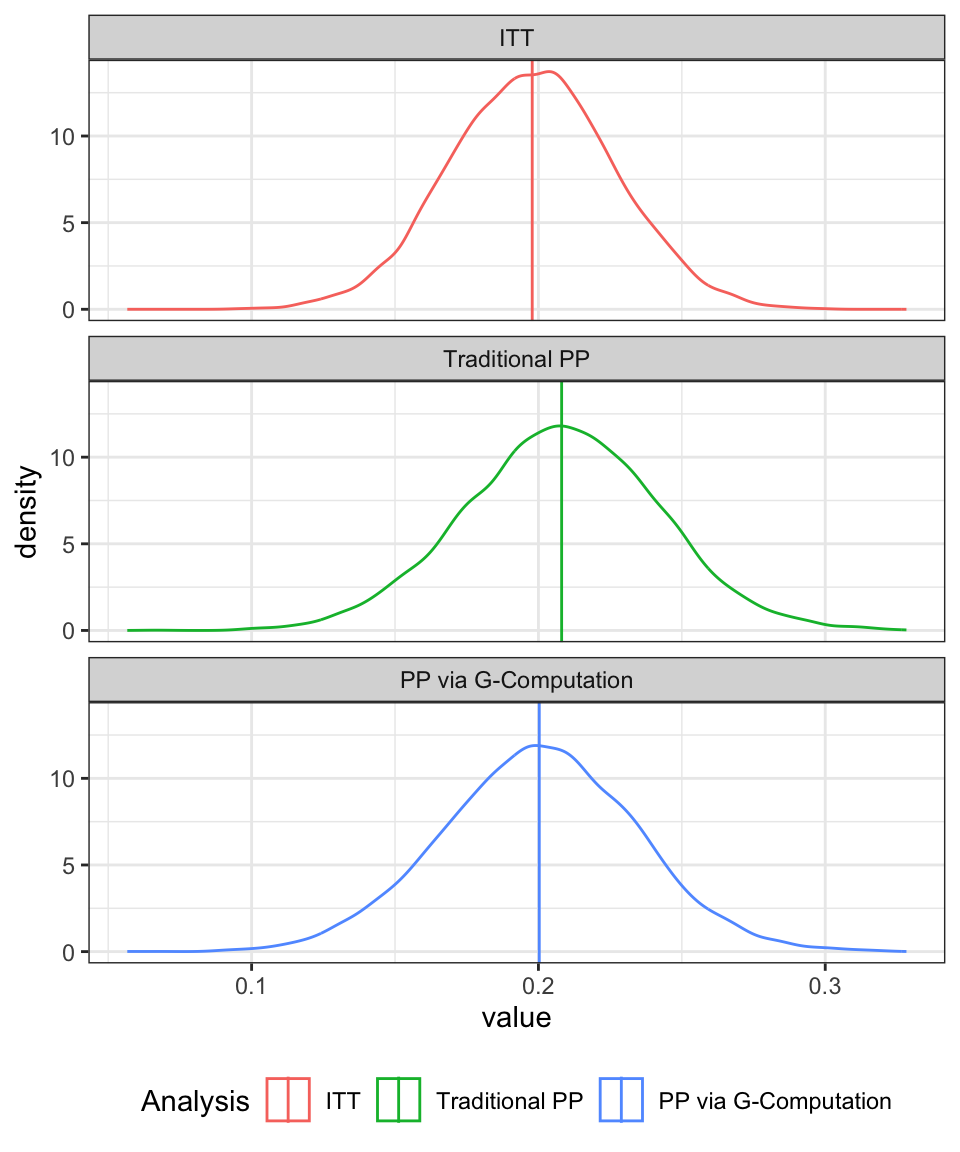 ITT
10
5
0
Traditional PP
10
5
0
density
PP via G-Computation
10
5
0
0.1 0.2 0.3
value
Analysis ITT Traditional PP PP via G-Computation